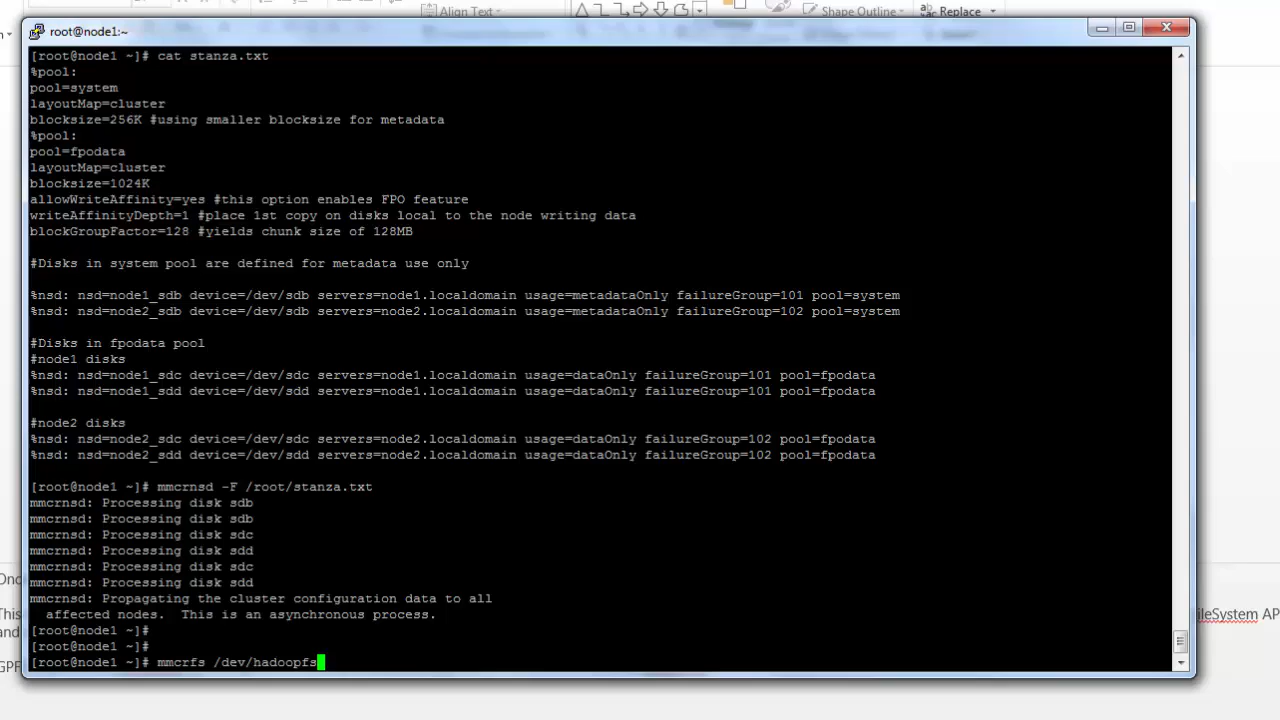 Align Text
Shape Outline
Replace
root@node1:~
[root@node1 ~]# cat stanza.txt
%pool:
pool=system
layoutMap=cluster
blocksize=256K #using smaller blocksize for metadata
%pool:
pool=fpodata
layoutMap=cluster
blocksize=1024K
allowWriteAffinity=yes #this option enables FPO feature
writeAffinityDepth=1 #place 1st copy on disks local to the node writing data
blockGroupFactor=128 #yields chunk size of 128MB
#Disks in system pool are defined for metadata use only
%nsd: nsd=node1_sdb device=/dev/sdb servers=node1.localdomain usage=metadataOnly failureGroup=101 pool=system
%nsd: nsd=node2_sdb device=/dev/sdb servers=node2.localdomain usage=metadataOnly failureGroup=102 pool=system
#Disks in fpodata pool
#node1 disks
%nsd: nsd=node1_sdc device=/dev/sdc servers=node1.localdomain usage=dataOnly failureGroup=101 pool=fpodata
%nsd: nsd=node1_sdd device=/dev/sdd servers=node1.localdomain usage=dataOnly failureGroup=101 pool=fpodata
#node2 disks
%nsd: nsd=node2_sdc device=/dev/sdc servers=node2.localdomain usage=dataOnly failureGroup=102 pool=fpodata
%nsd: nsd=node2_sdd device=/dev/sdd servers=node2.localdomain usage=dataOnly failureGroup=102 pool=fpodata
[root@node1 ~]# mmcrnsd -F /root/stanza.txt
mmcrnsd: Processing disk sdb
mmcrnsd: Processing disk sdb
mmcrnsd: Processing disk sdc
mmcrnsd: Processing disk sdd
mmcrnsd: Processing disk sdc
mmcrnsd: Processing disk sdd
mmcrnsd: Propagating the cluster configuration data to all
affected nodes.  This is an asynchronous process.
[root@node1 ~]#
[root@node1 ~]#
[root@node1 ~]# mmcrfs /dev/hadoopfs
Onc
This
ileSystem AP
and
GPF